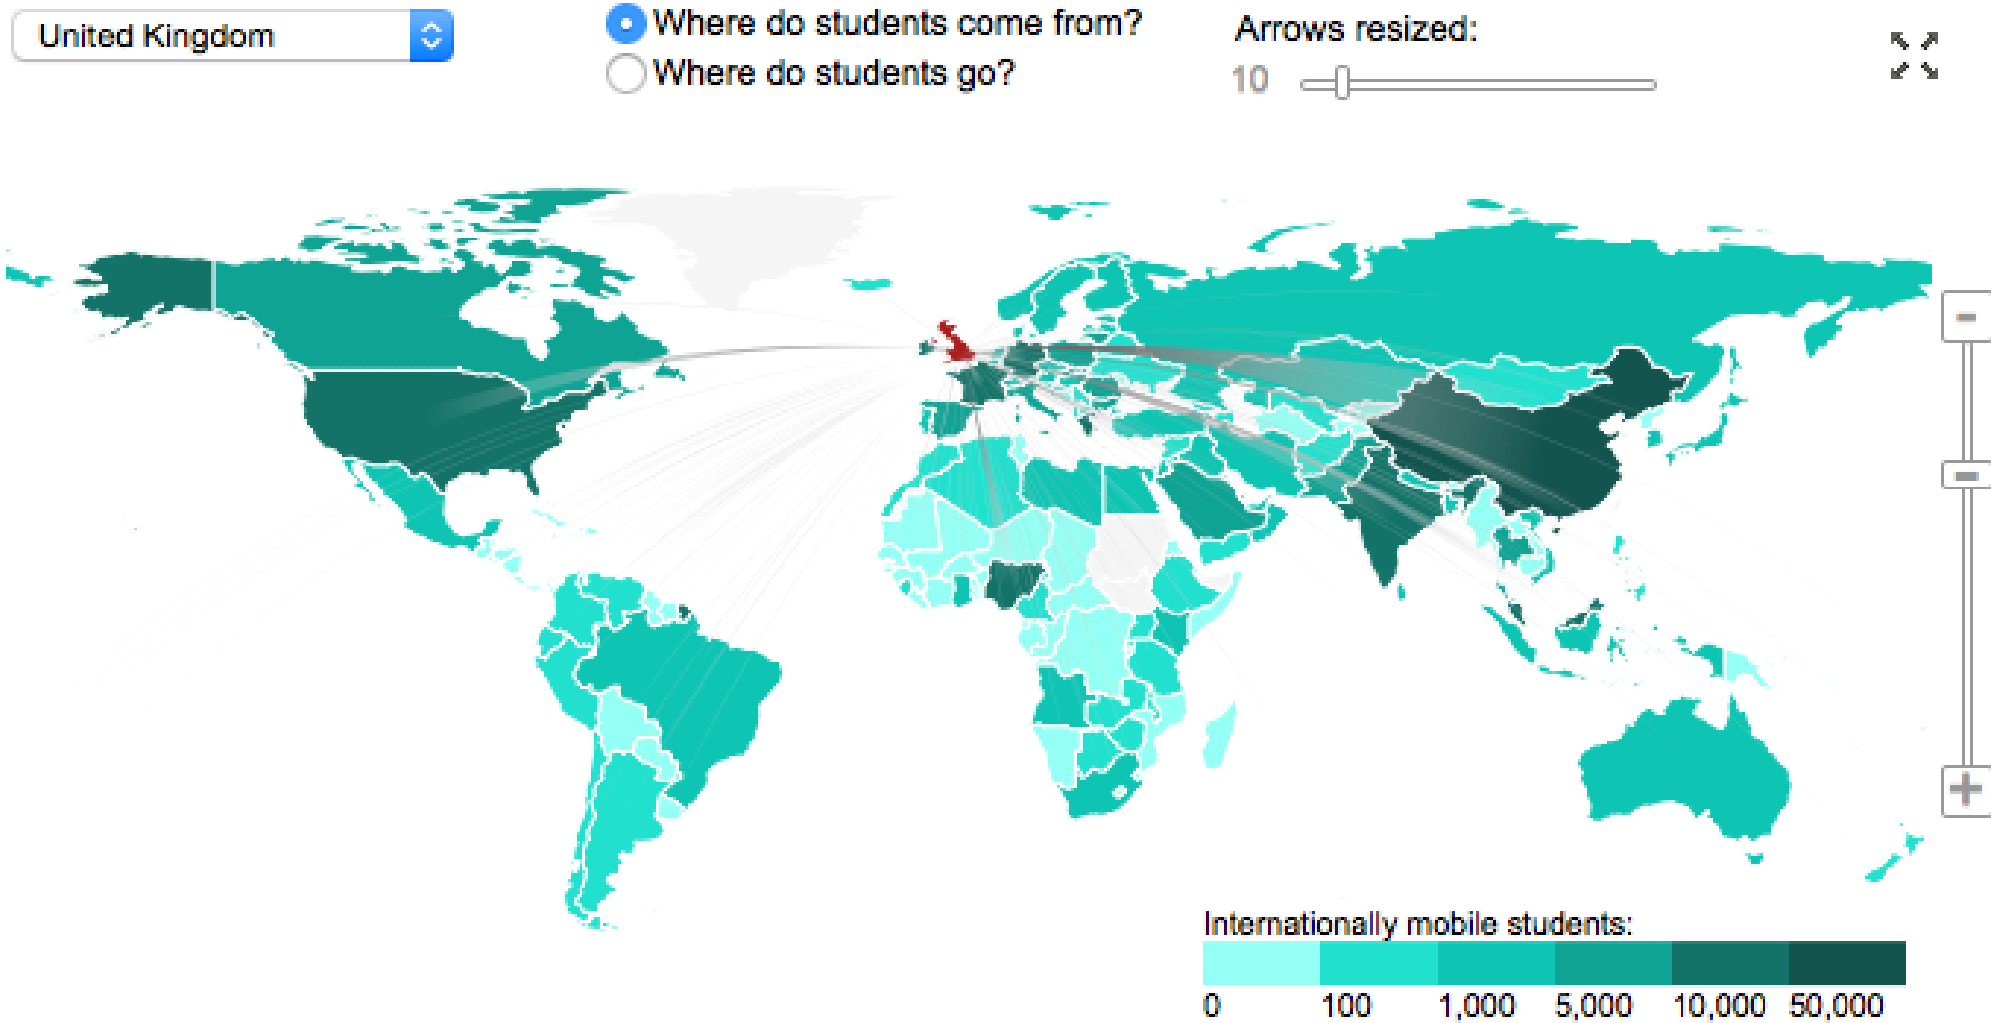 United Kingdom
Where do students come from?
Where do students go?
Arrows resized:
10
Internationally mobile students:
0 100 1,000 5,000 10,000 50,000